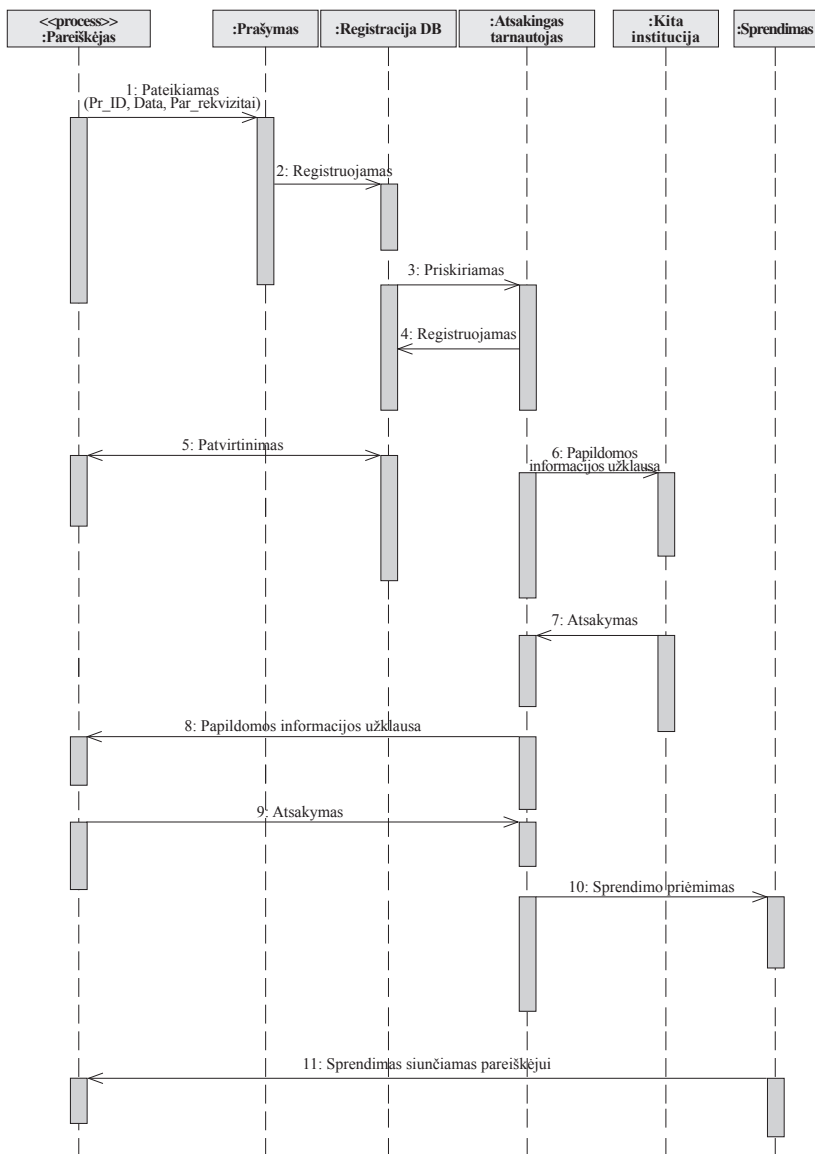 <<process>>
:Pareiškėjas
:Prašymas
:Registracija DB
:Atsakingas
tarnautojas
:Kita
institucija
:Sprendimas
1: Pateikiamas
(Pr_ID, Data, Par_rekvizitai)
2: Registruojamas
3: Priskiriamas
4: Registruojamas
5: Patvirtinimas
6: Papildomos
informacijos užklausa
7: Atsakymas
8: Papildomos informacijos užklausa
9: Atsakymas
10: Sprendimo priėmimas
11: Sprendimas siunčiamas pareiškėjui